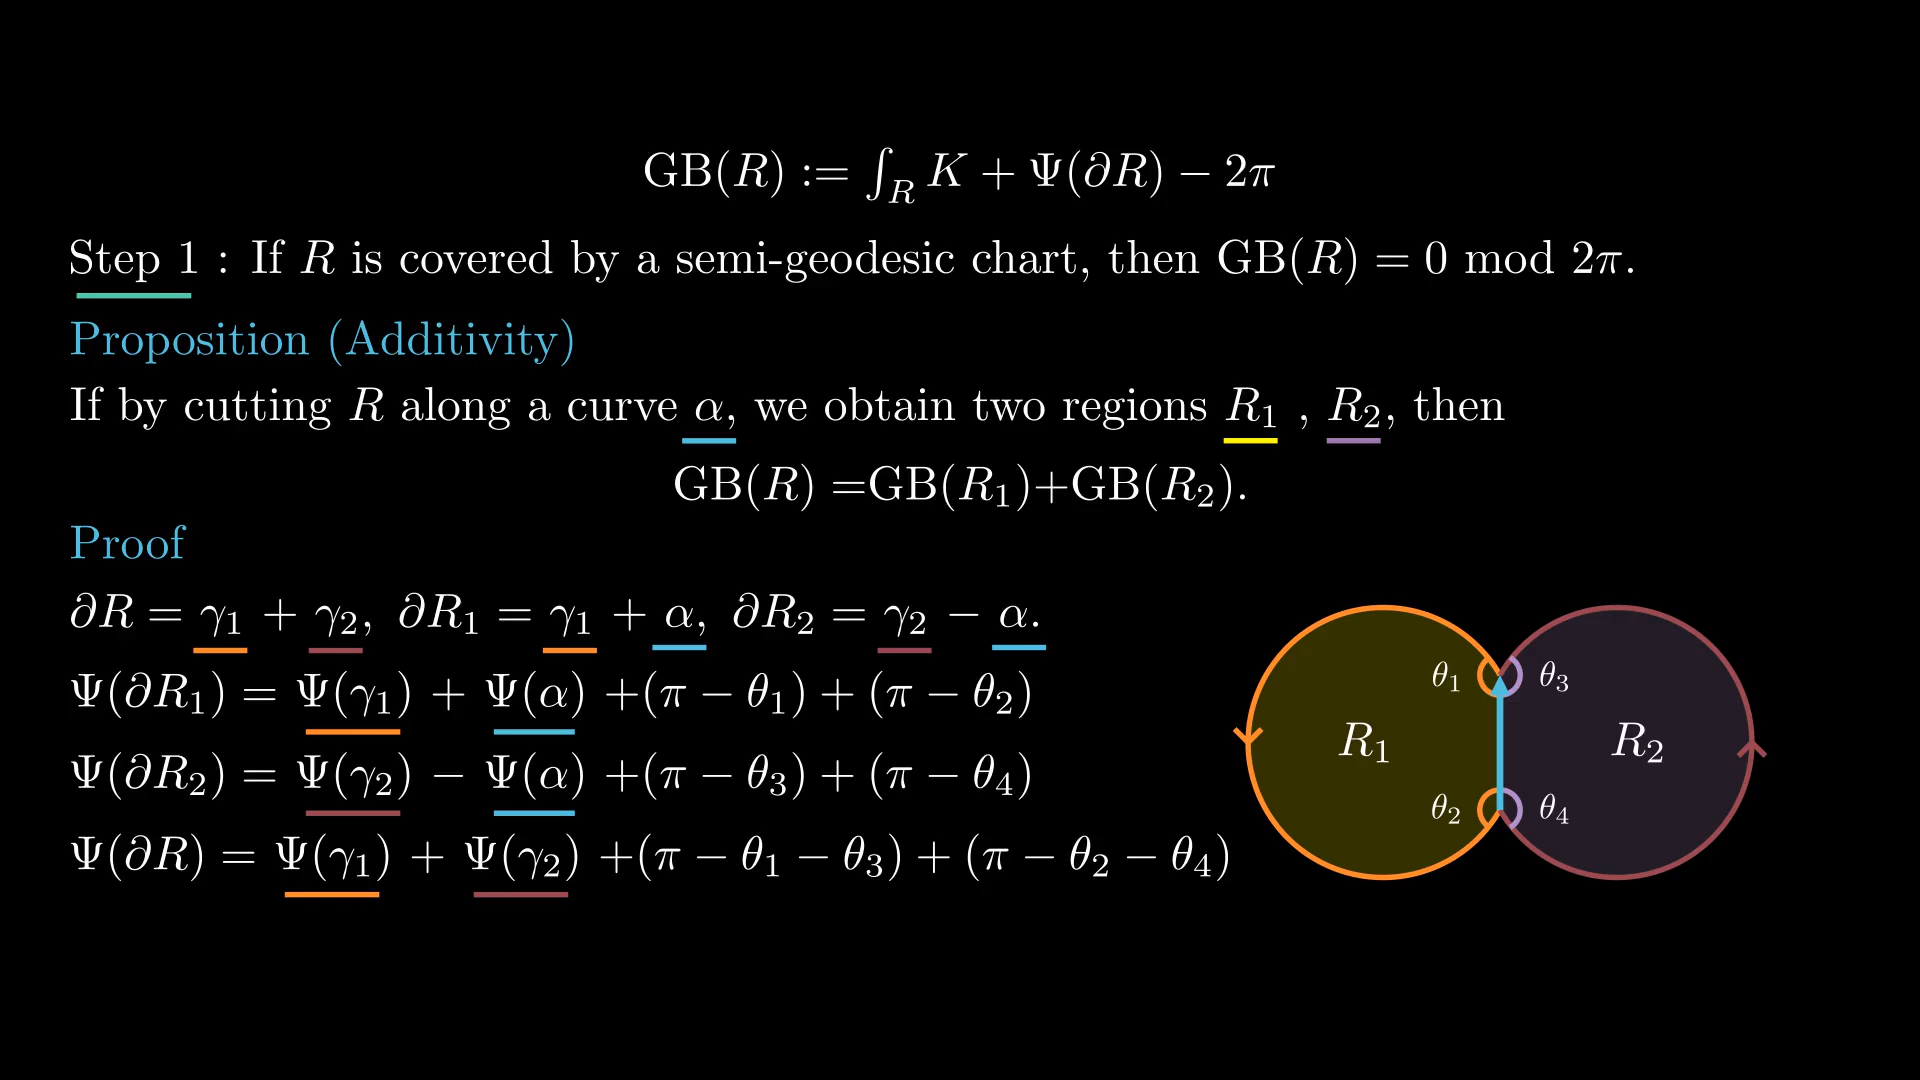 GB(R) := ∫_R K + Ψ(∂R) − 2π
Step 1 : If R is covered by a semi-geodesic chart, then GB(R) = 0 mod 2π.
Proposition (Additivity)
If by cutting R along a curve α, we obtain two regions R₁ , R₂, then
GB(R) =GB(R₁)+GB(R₂).
Proof
∂R = γ₁ + γ₂, ∂R₁ = γ₁ + α, ∂R₂ = γ₂ − α.
Ψ(∂R₁) = Ψ(γ₁) + Ψ(α) +(π − θ₁) + (π − θ₂)
Ψ(∂R₂) = Ψ(γ₂) − Ψ(α) +(π − θ₃) + (π − θ₄)
Ψ(∂R) = Ψ(γ₁) + Ψ(γ₂) +(π − θ₁ − θ₃) + (π − θ₂ − θ₄)
θ₁ θ₃
R₁ R₂
θ₂ θ₄